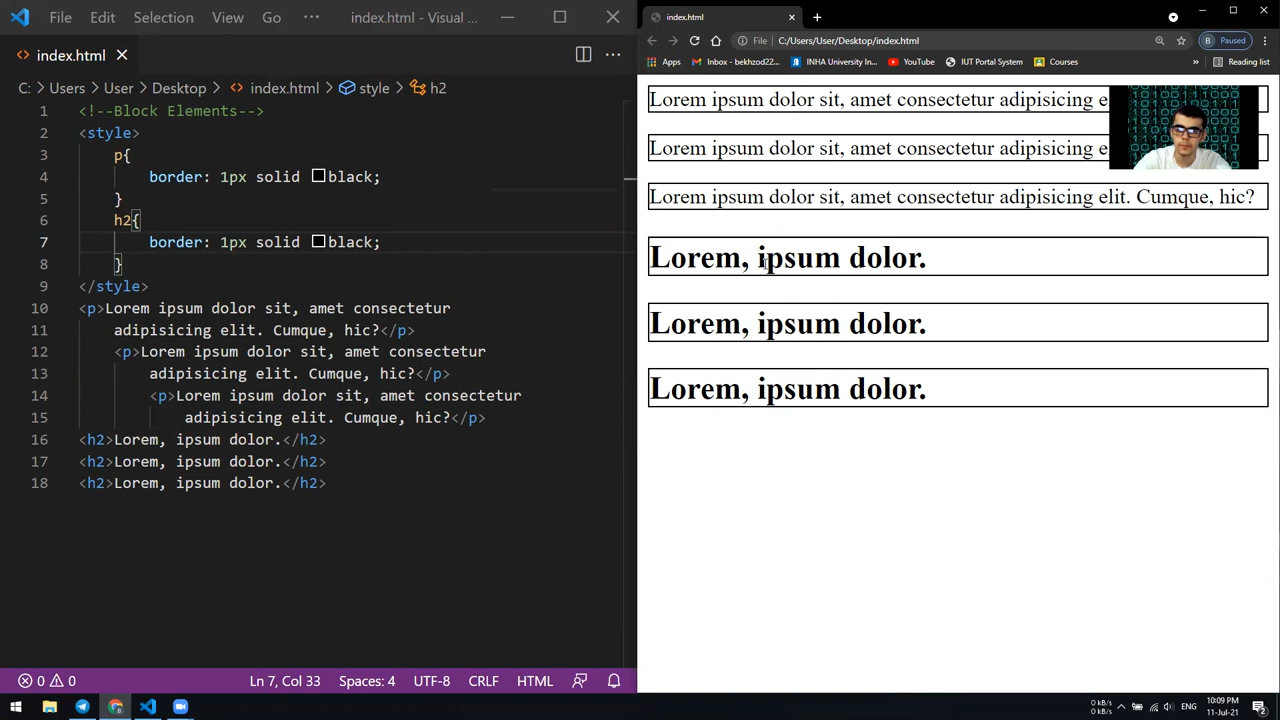 File Edit Selection View Go ··· index.html - Visual ...
index.html
C: > Users > User > Desktop > index.html > style > h2
1 <!--Block Elements-->
2 <style>
3 p{
4 border: 1px solid black;
5 }
6 h2{
7 border: 1px solid black;
8 }
9 </style>
10 <p>Lorem ipsum dolor sit, amet consectetur
11 adipisicing elit. Cumque, hic?</p>
12 <p>Lorem ipsum dolor sit, amet consectetur
13 adipisicing elit. Cumque, hic?</p>
14 <p>Lorem ipsum dolor sit, amet consectetur
15 adipisicing elit. Cumque, hic?</p>
16 <h2>Lorem, ipsum dolor.</h2>
17 <h2>Lorem, ipsum dolor.</h2>
18 <h2>Lorem, ipsum dolor.</h2>
0 0 Ln 7, Col 33 Spaces: 4 UTF-8 CRLF HTML
index.html
File C:/Users/User/Desktop/index.html B Paused
Apps Inbox - bekhzod22... INHA University In... YouTube IUT Portal System Courses » Reading list
Lorem ipsum dolor sit, amet consectetur adipisicing
Lorem ipsum dolor sit, amet consectetur adipisicing
Lorem ipsum dolor sit, amet consectetur adipisicing elit. Cumque, hic?
Lorem, ipsum dolor.
Lorem, ipsum dolor.
Lorem, ipsum dolor.
0 kB/s
0 kB/s
ENG
10:09 PM
11-Jul-21
2